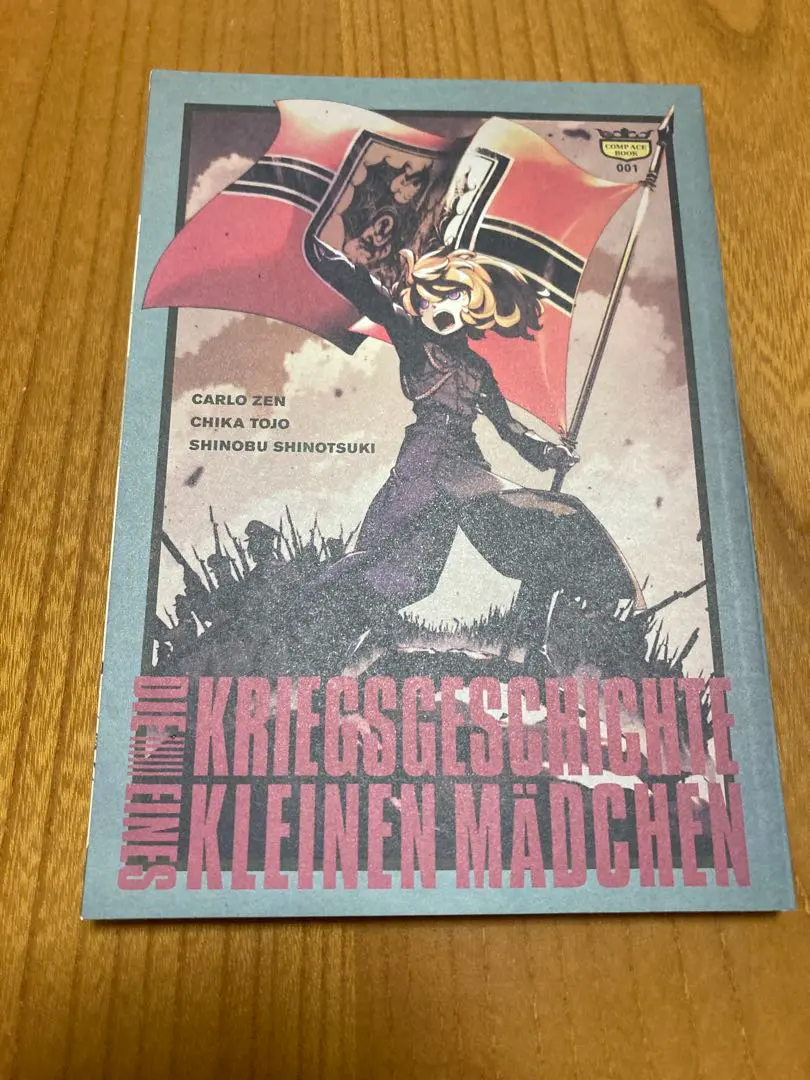 COMP ACE
BOOK
001
CARLO ZEN
CHIKA TOJO
SHINOBU SHINOTSUKI
DIE KRIEGSGESCHICHTE
EINES KLEINEN MÄDCHEN